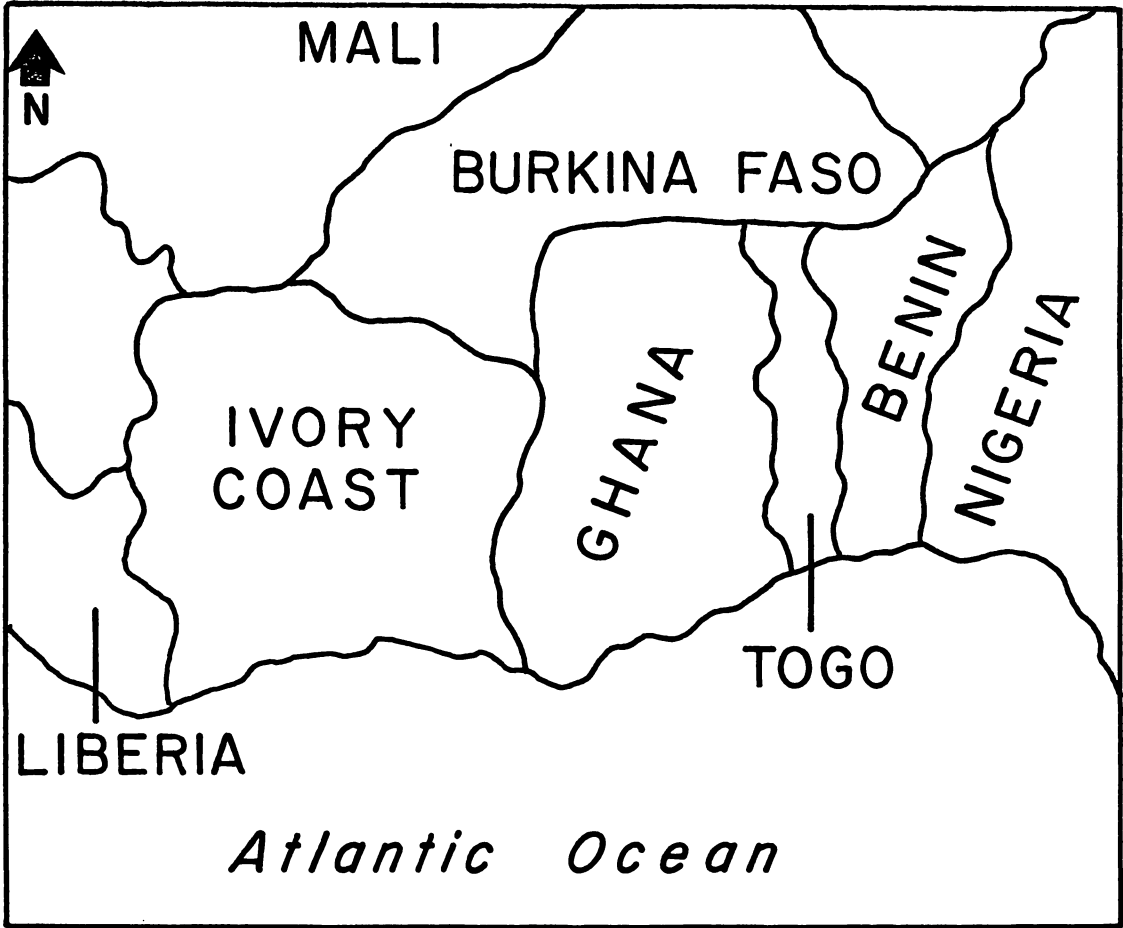 MALI
N
BURKINA FASO
BENIN
NIGERIA
GHANA
IVORY
COAST
TOGO
LIBERIA
Atlantic Ocean